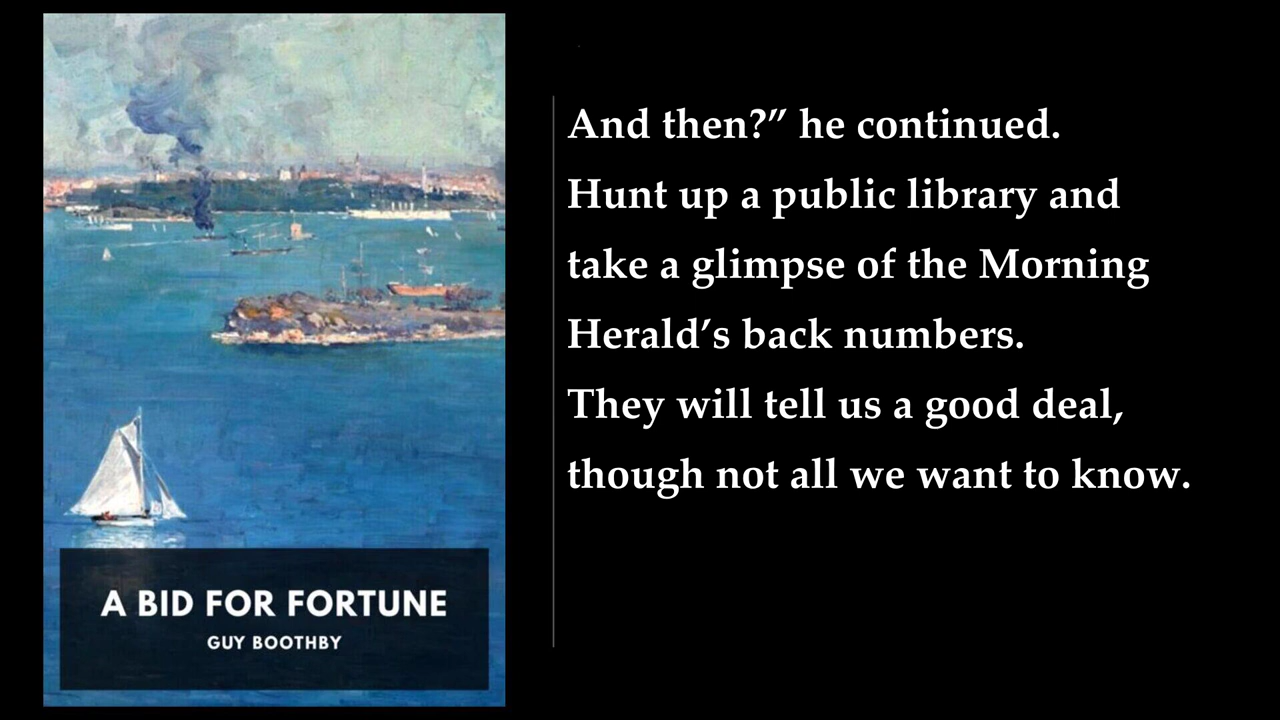 And then?” he continued.
Hunt up a public library and
take a glimpse of the Morning
Herald’s back numbers.
They will tell us a good deal,
though not all we want to know.
A BID FOR FORTUNE
GUY BOOTHBY